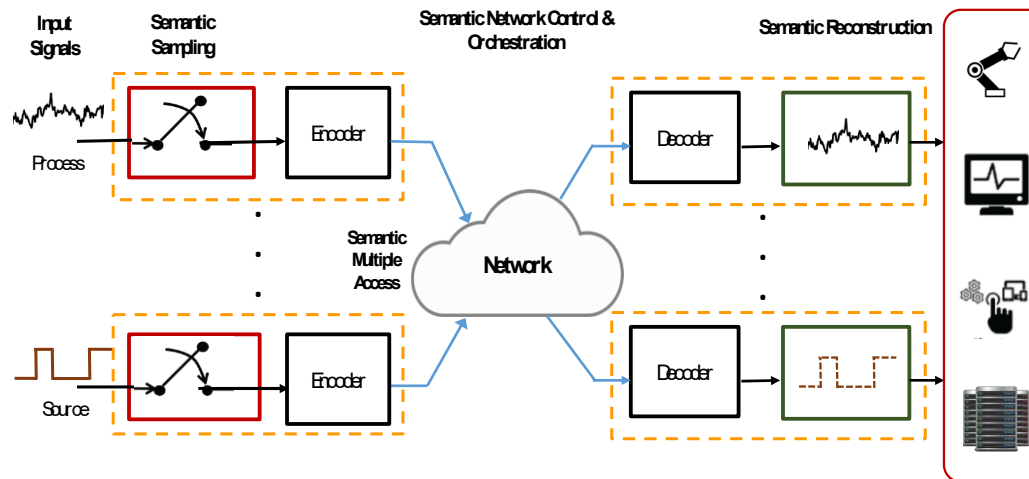 Input
Signals
Semantic
Sampling
Semantic Network Control &
Orchestration
Semantic Reconstruction
Process
Encoder
Decoder
Semantic
Multiple
Access
Network
Source
Encoder
Decoder